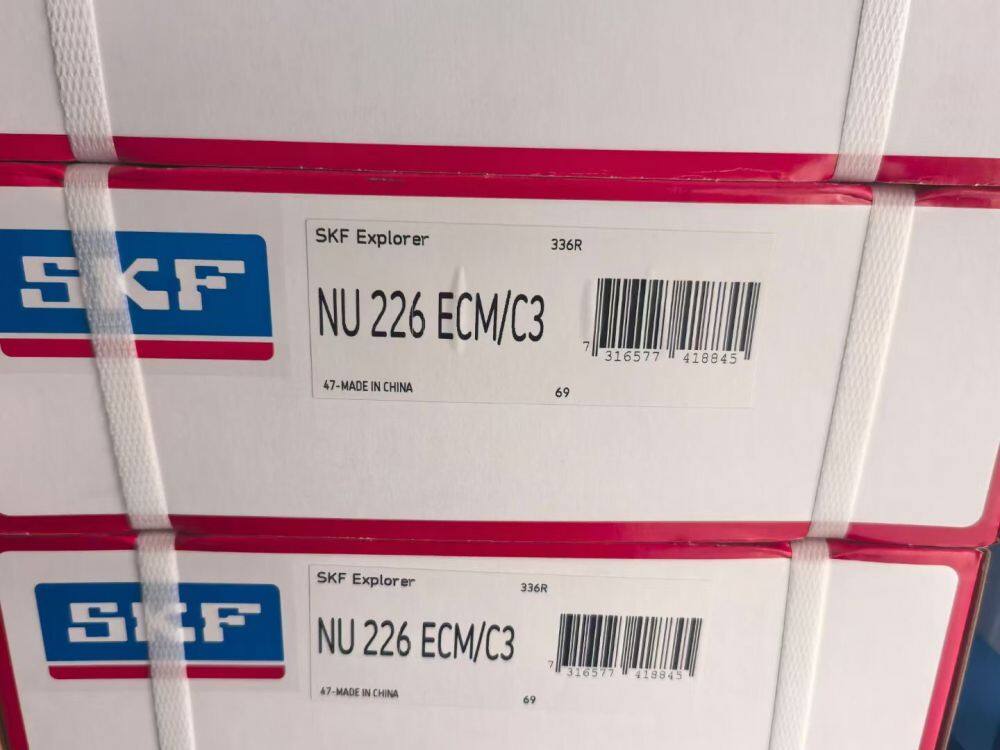 SKF
SKF Explorer 336R
NU 226 ECM/C3
7 316577 418845
47-MADE IN CHINA 69
SKF
SKF Explorer 336R
NU 226 ECM/C3
7 316577 418845
47-MADE IN CHINA 69